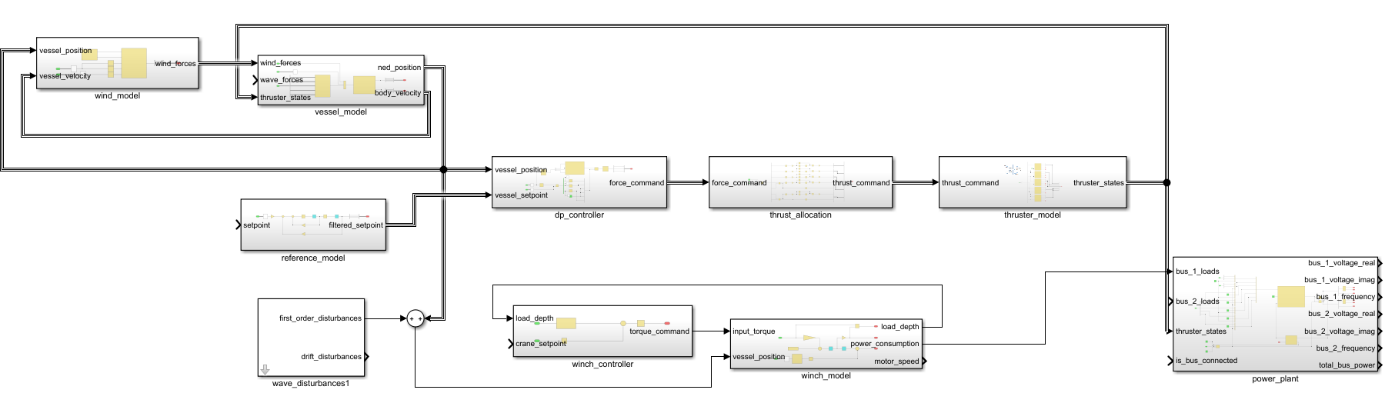 vessel_position
vessel_velocity
wind_forces
wind_model
wind_forces
wave_forces
thruster_states
ned_position
body_velocity
vessel_model
vessel_position
vessel_setpoint
force_command
dp_controller
force_command
thrust_command
thrust_allocation
thrust_command
thruster_states
thruster_model
setpoint
filtered_setpoint
reference_model
first_order_disturbances
drift_disturbances
wave_disturbances1
+ +
load_depth
crane_setpoint
torque_command
winch_controller
input_torque
vessel_position
load_depth
power_consumption
motor_speed
winch_model
bus_1_loads
bus_2_loads
thruster_states
is_bus_connected
bus_1_voltage_real
bus_1_voltage_imag
bus_1_frequency
bus_2_voltage_real
bus_2_voltage_imag
bus_2_frequency
total_bus_power
power_plant